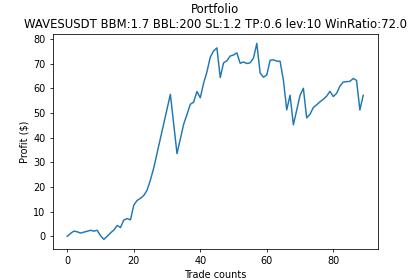 Portfolio
WAVESUSDT BBM:1.7 BBL:200 SL:1.2 TP:0.6 lev:10 WinRatio:72.0
80
70
60
50
40
30
20
10
0
Profit ($)
0 20 40 60 80
Trade counts